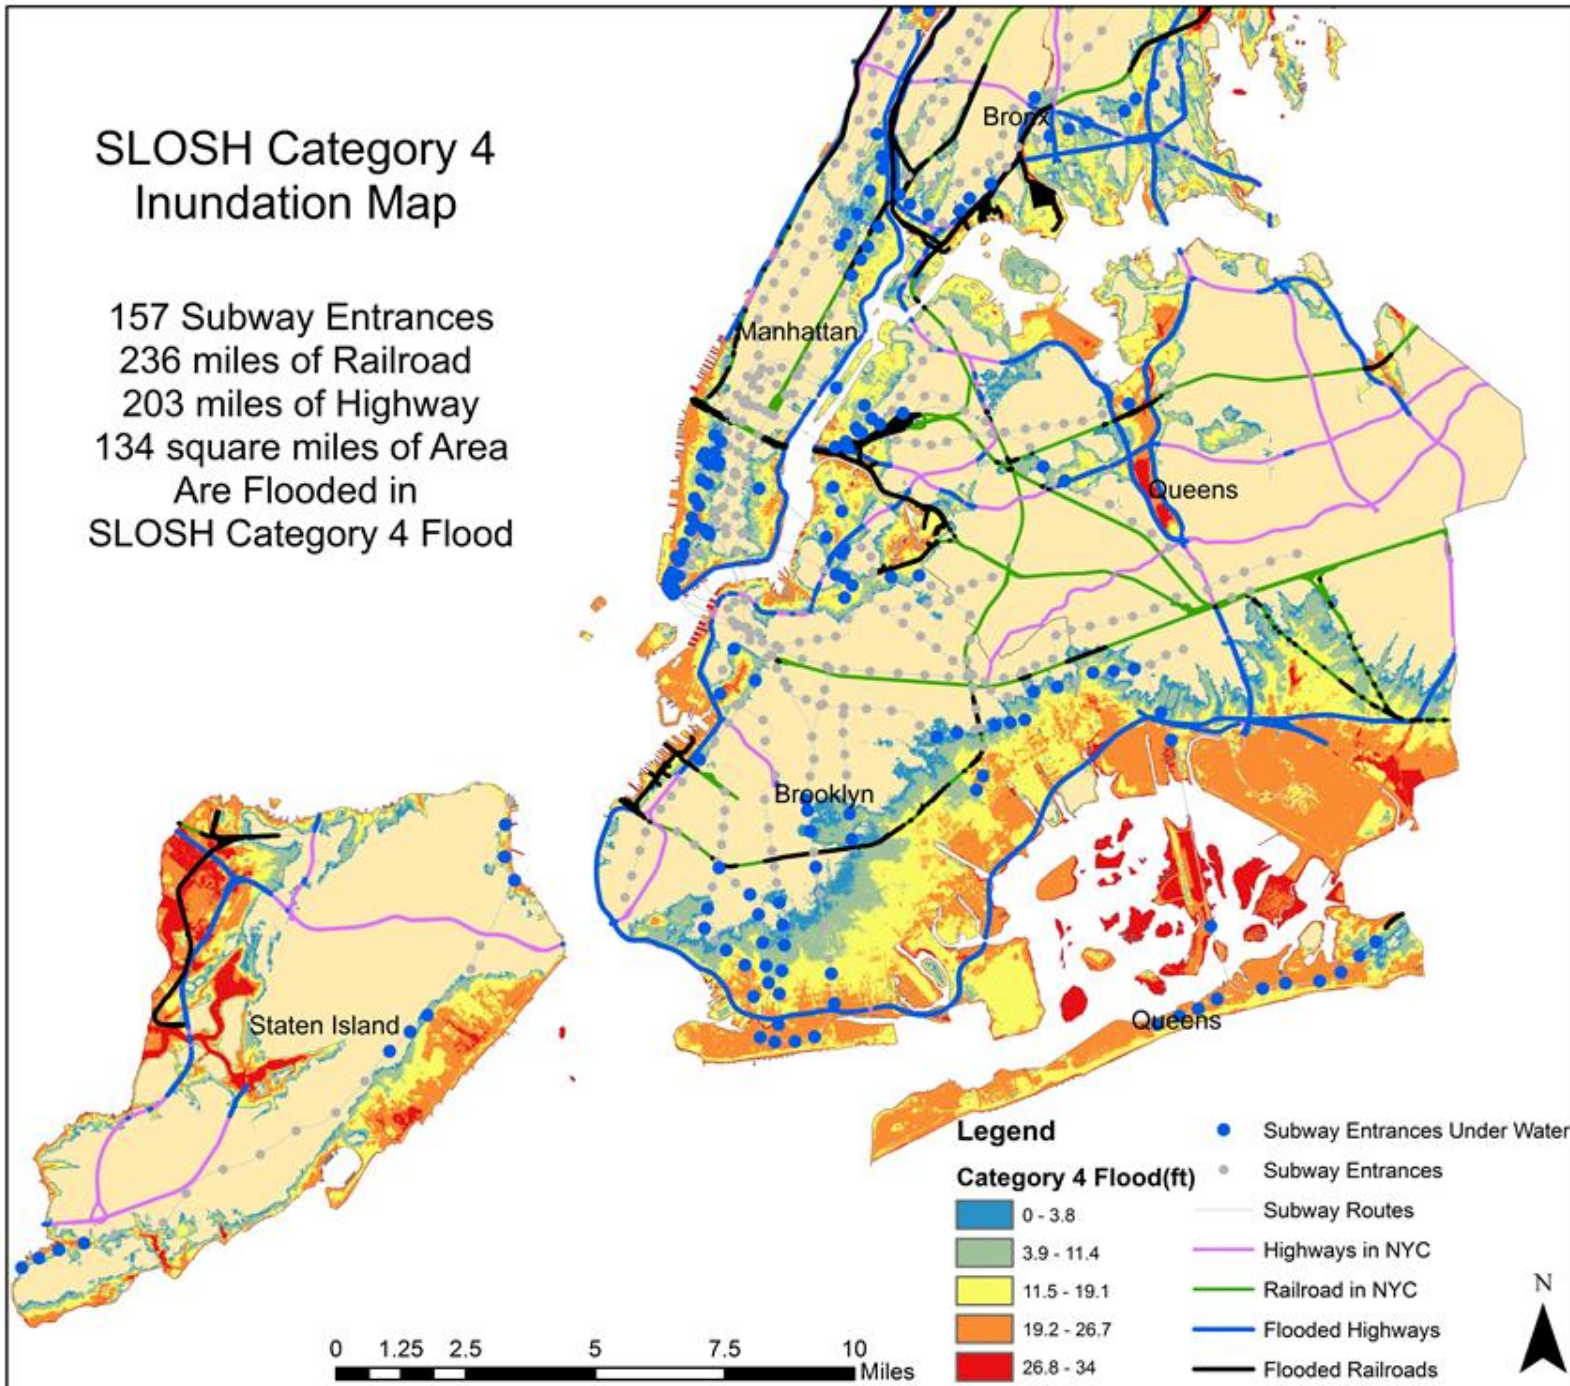 SLOSH Category 4
Inundation Map
157 Subway Entrances
236 miles of Railroad
203 miles of Highway
134 square miles of Area
Are Flooded in
SLOSH Category 4 Flood
Bronx
Manhattan
Queens
Brooklyn
Staten Island
Queens
Legend
Category 4 Flood(ft)
0 - 3.8
3.9 - 11.4
11.5 - 19.1
19.2 - 26.7
26.8 - 34
Subway Entrances Under Water
Subway Entrances
Subway Routes
Highways in NYC
Railroad in NYC
Flooded Highways
Flooded Railroads
N
0 1.25 2.5 5 7.5 10
Miles